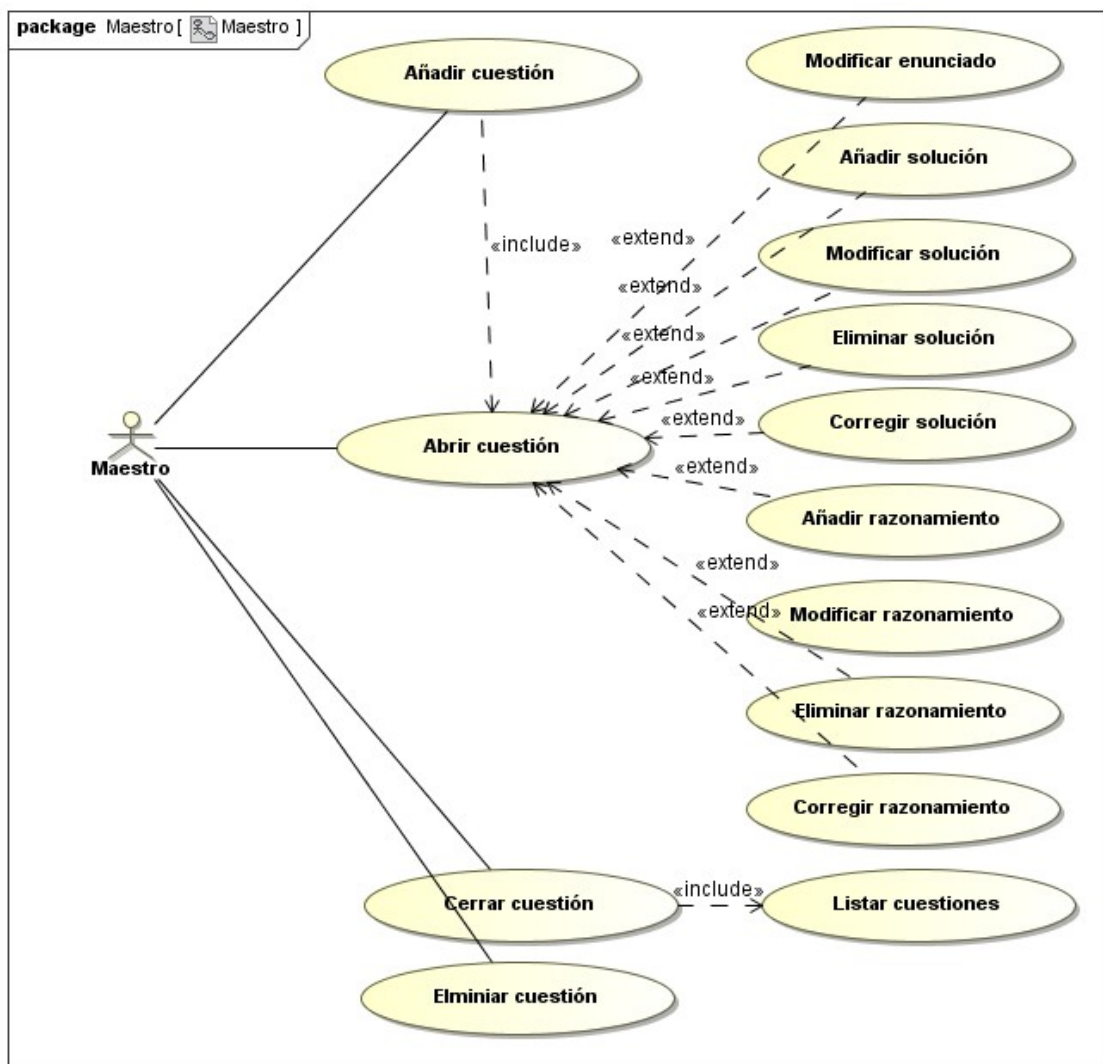 package Maestro [ Maestro ]
Añadir cuestión
Modificar enunciado
Añadir solución
«include»
«extend»
Modificar solución
«extend»
«extend»
Eliminar solución
«extend»
Corregir solución
«extend»
Abrir cuestión
Maestro
«extend»
Añadir razonamiento
«extend»
Modificar razonamiento
«extend»
Eliminar razonamiento
Corregir razonamiento
Cerrar cuestión
«include»
Listar cuestiones
Elminiar cuestión